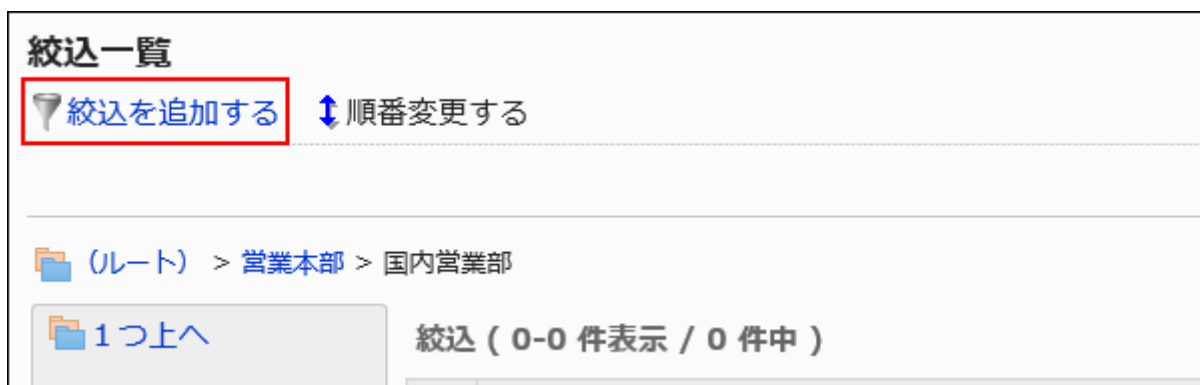 絞込一覧
絞込を追加する 順番変更する
(ルート) > 営業本部 > 国内営業部
1つ上へ
絞込 ( 0-0 件表示 / 0 件中 )